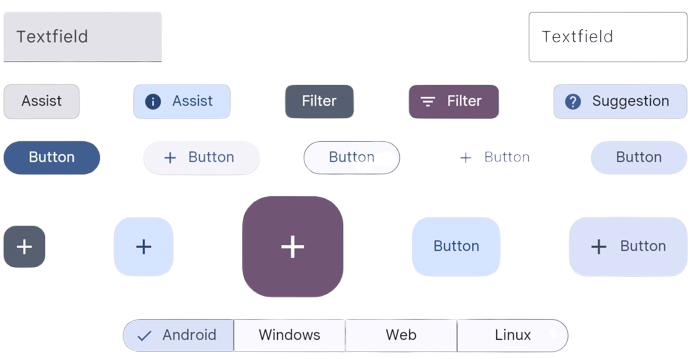 Textfield Textfield
Assist Assist Filter Filter Suggestion
Button Button Button Button Button
Button Button
Android Windows Web Linux